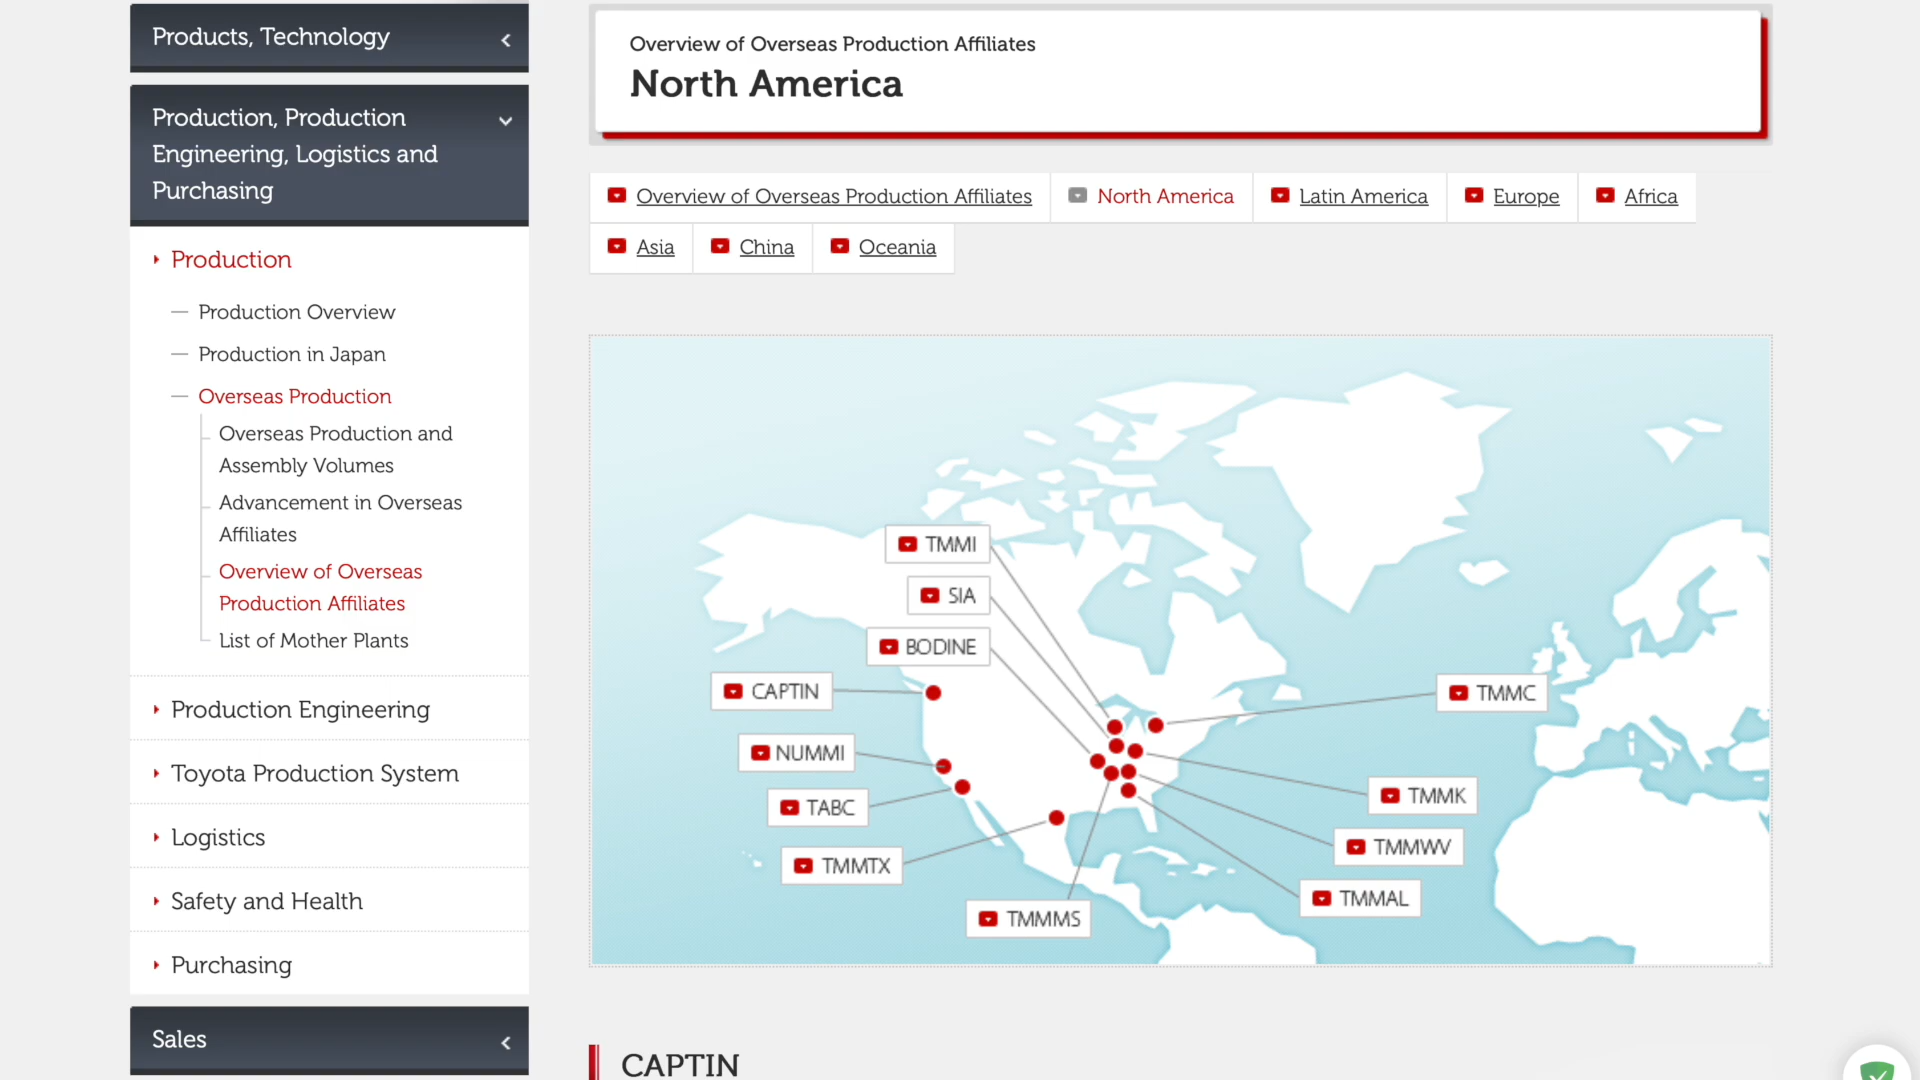 Products, Technology
Production, Production
Engineering, Logistics and
Purchasing
Production
Production Overview
Production in Japan
Overseas Production
Overseas Production and
Assembly Volumes
Advancement in Overseas
Affiliates
Overview of Overseas
Production Affiliates
List of Mother Plants
Production Engineering
Toyota Production System
Logistics
Safety and Health
Purchasing
Sales
Overview of Overseas Production Affiliates
North America
Overview of Overseas Production Affiliates North America Latin America Europe Africa
Asia China Oceania
TMMI
SIA
BODINE
CAPTIN
TMMC
NUMMI
TMMK
TABC
TMMWV
TMMTX
TMMAL
TMMMS
CAPTIN